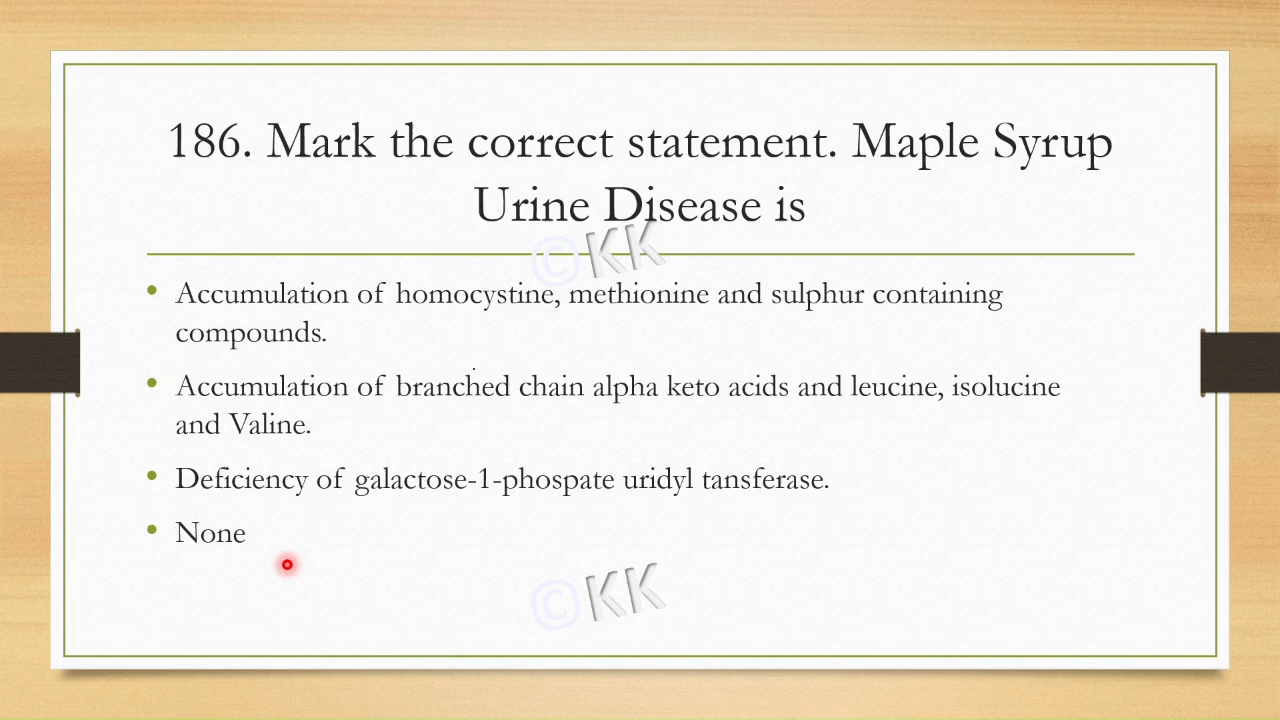 186. Mark the correct statement. Maple Syrup
Urine Disease is
©KK
• Accumulation of homocystine, methionine and sulphur containing
compounds.
• Accumulation of branched chain alpha keto acids and leucine, isolucine
and Valine.
• Deficiency of galactose-1-phospate uridyl tansferase.
• None
©KK